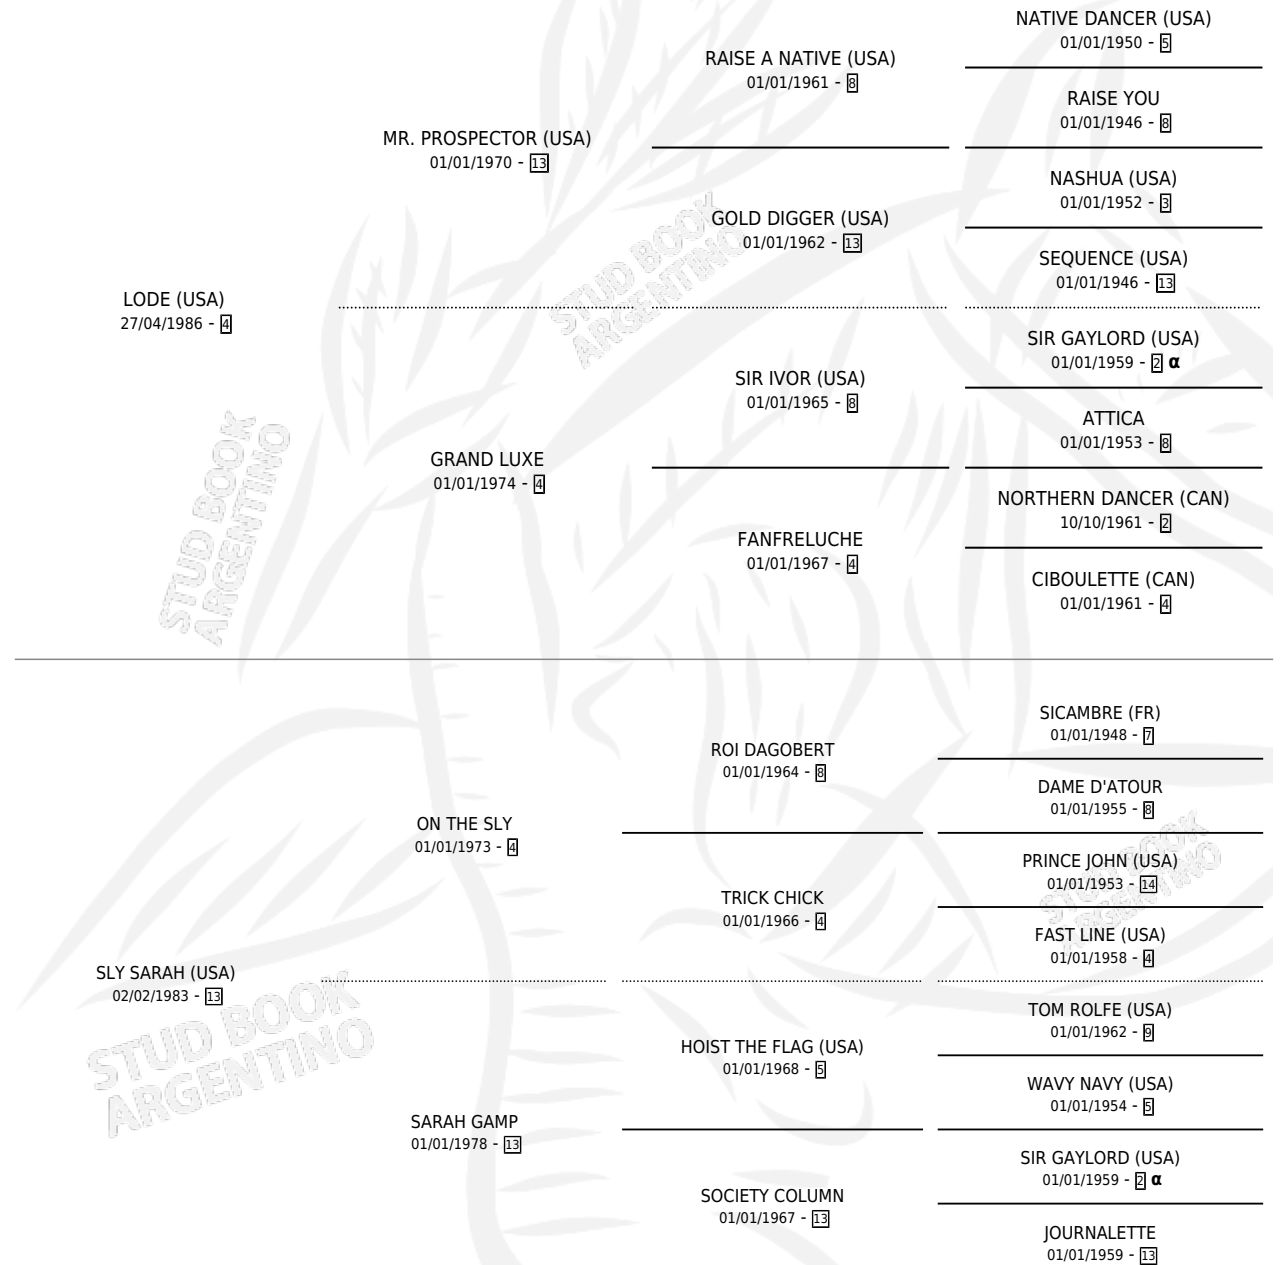 NATIVE DANCER (USA)
01/01/1950 - 5
RAISE A NATIVE (USA)
01/01/1961 - 8
RAISE YOU
01/01/1946 - 8
MR. PROSPECTOR (USA)
01/01/1970 - 13
NASHUA (USA)
01/01/1952 - 3
GOLD DIGGER (USA)
01/01/1962 - 13
SEQUENCE (USA)
01/01/1946 - 13
STUD BOOK
ARGENTINO
LODE (USA)
27/04/1986 - 4
SIR GAYLORD (USA)
01/01/1959 - 2 α
SIR IVOR (USA)
01/01/1965 - 8
ATTICA
01/01/1953 - 8
GRAND LUXE
01/01/1974 - 4
NORTHERN DANCER (CAN)
10/10/1961 - 2
FANFRELUCHE
01/01/1967 - 4
CIBOULETTE (CAN)
01/01/1961 - 4
STUD BOOK
ARGENTINO
SICAMBRE (FR)
01/01/1948 - 7
ROI DAGOBERT
01/01/1964 - 8
DAME D'ATOUR
01/01/1955 - 8
ON THE SLY
01/01/1973 - 4
PRINCE JOHN (USA)
01/01/1953 - 14
STUD BOOK
ARGENTINO
TRICK CHICK
01/01/1966 - 4
FAST LINE (USA)
01/01/1958 - 4
SLY SARAH (USA)
02/02/1983 - 13
STUD BOOK
ARGENTINO
TOM ROLFE (USA)
01/01/1962 - 9
HOIST THE FLAG (USA)
01/01/1968 - 5
WAVY NAVY (USA)
01/01/1954 - 5
SARAH GAMP
01/01/1978 - 13
SIR GAYLORD (USA)
01/01/1959 - 2 α
SOCIETY COLUMN
01/01/1967 - 13
JOURNALETTE
01/01/1959 - 13